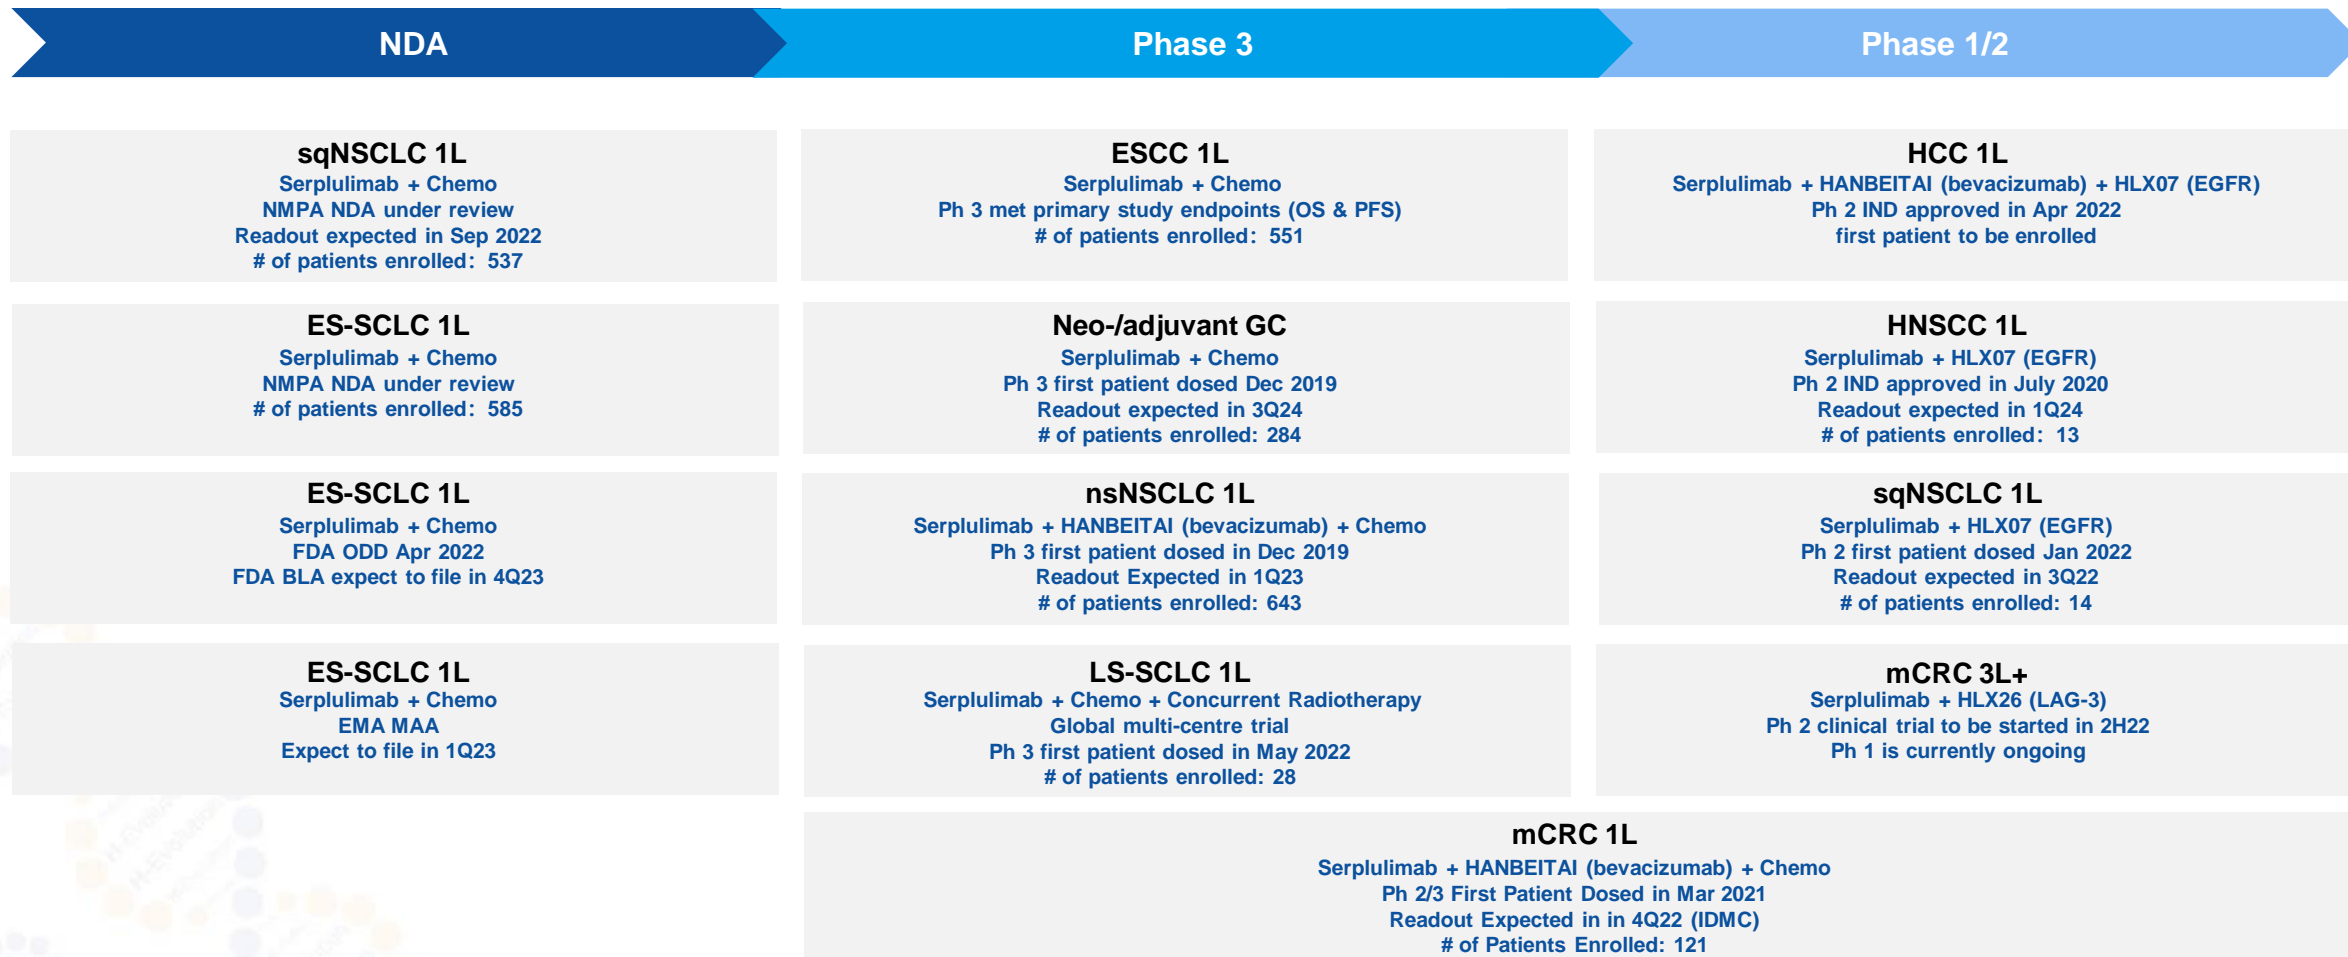 NDA
Phase 3
Phase 1/2
sqNSCLC 1L
Serplulimab + Chemo
NMPA NDA under review
Readout expected in Sep 2022
# of patients enrolled: 537
ES-SCLC 1L
Serplulimab + Chemo
NMPA NDA under review
# of patients enrolled: 585
ES-SCLC 1L
Serplulimab + Chemo
FDA ODD Apr 2022
FDA BLA expect to file in 4Q23
ES-SCLC 1L
Serplulimab + Chemo
EMA MAA
Expect to file in 1Q23
ESCC 1L
Serplulimab + Chemo
Ph 3 met primary study endpoints (OS & PFS)
# of patients enrolled: 551
Neo-/adjuvant GC
Serplulimab + Chemo
Ph 3 first patient dosed Dec 2019
Readout expected in 3Q24
# of patients enrolled: 284
nsNSCLC 1L
Serplulimab + HANBEITAI (bevacizumab) + Chemo
Ph 3 first patient dosed in Dec 2019
Readout Expected in 1Q23
# of patients enrolled: 643
LS-SCLC 1L
Serplulimab + Chemo + Concurrent Radiotherapy
Global multi-centre trial
Ph 3 first patient dosed in May 2022
# of patients enrolled: 28
HCC 1L
Serplulimab + HANBEITAI (bevacizumab) + HLX07 (EGFR)
Ph 2 IND approved in Apr 2022
first patient to be enrolled
HNSCC 1L
Serplulimab + HLX07 (EGFR)
Ph 2 IND approved in July 2020
Readout expected in 1Q24
# of patients enrolled: 13
sqNSCLC 1L
Serplulimab + HLX07 (EGFR)
Ph 2 first patient dosed Jan 2022
Readout expected in 3Q22
# of patients enrolled: 14
mCRC 3L+
Serplulimab + HLX26 (LAG-3)
Ph 2 clinical trial to be started in 2H22
Ph 1 is currently ongoing
mCRC 1L
Serplulimab + HANBEITAI (bevacizumab) + Chemo
Ph 2/3 First Patient Dosed in Mar 2021
Readout Expected in in 4Q22 (IDMC)
# of Patients Enrolled: 121